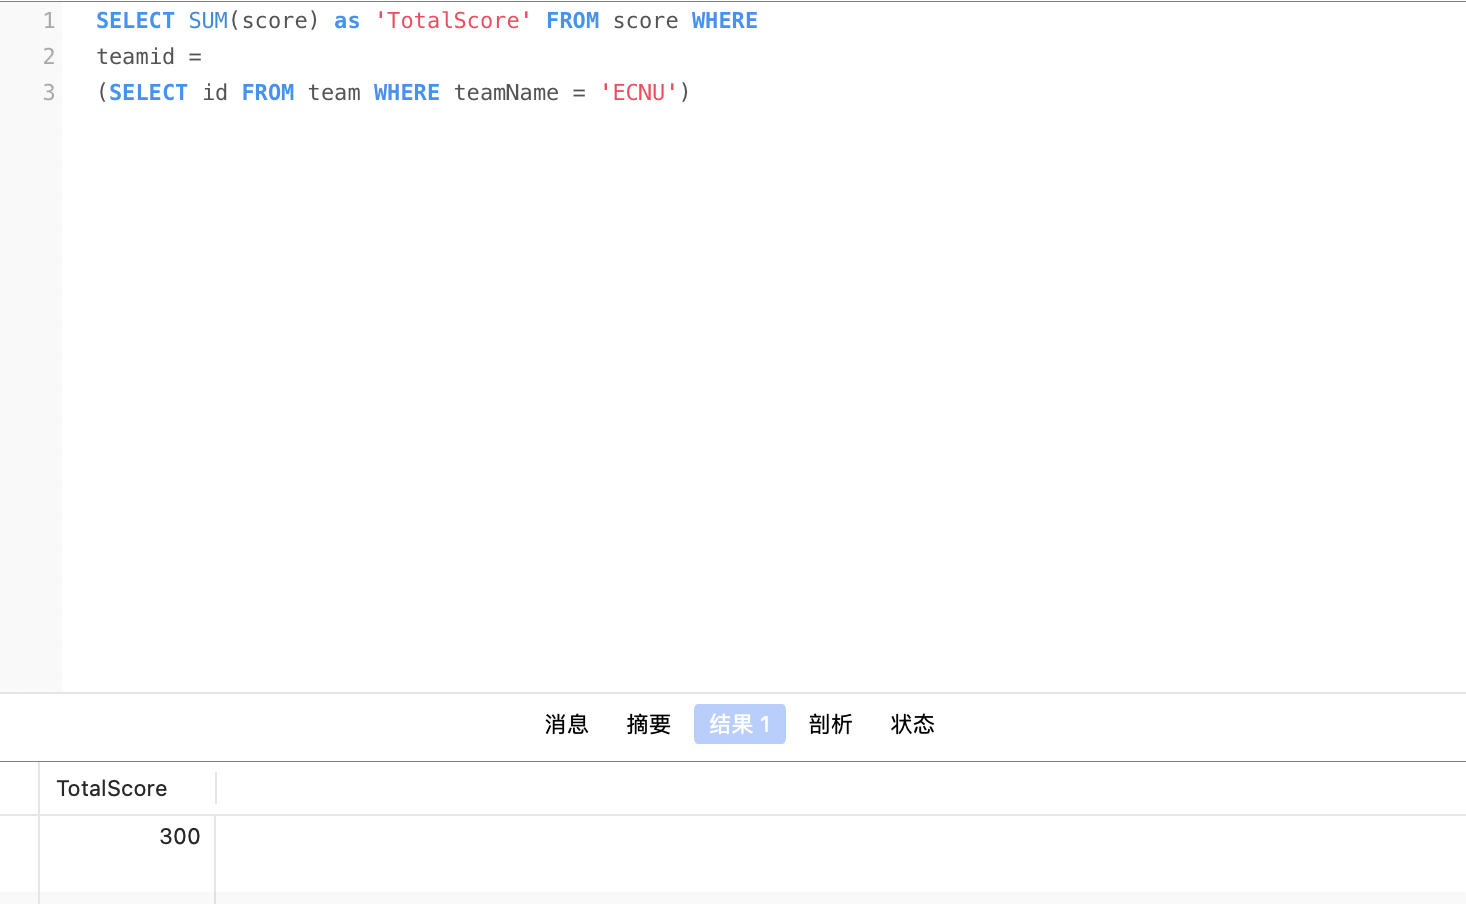 1 SELECT SUM(score) as 'TotalScore' FROM score WHERE
2 teamid =
3 (SELECT id FROM team WHERE teamName = 'ECNU')
消息 摘要 结果 1 剖析 状态
TotalScore
300